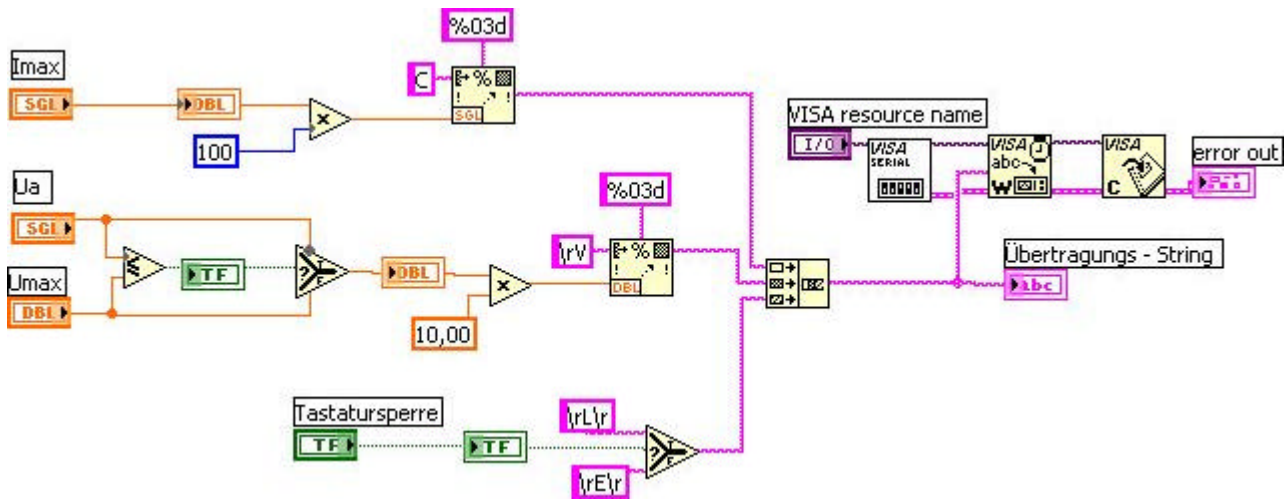 %03d
Imax
C
SGL
DBL
SGL
100
VISA resource name
I/O
VISA
SERIAL
VISA
abc
W
VISA
C
error out
%03d
Ua
SGL
\rV
DBL
Übertragungs - String
abc
TF
?
DBL
Umax
DBL
10,00
Tastatursperre
TF
TF
\rL\r
?
\rE\r